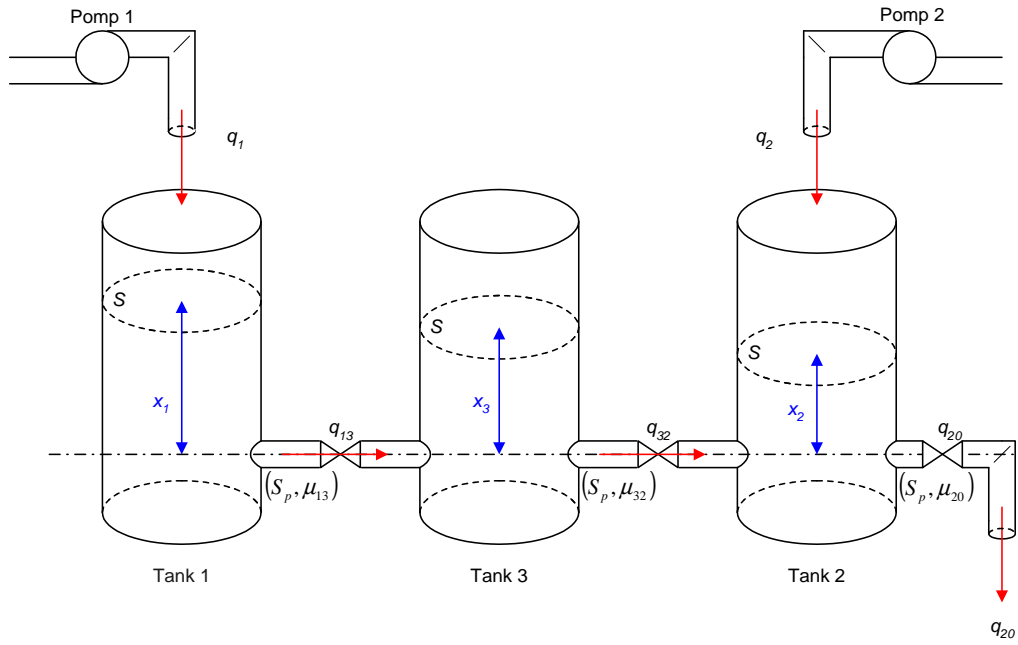 Pomp 1
Pomp 2
q1
q2
S
S
S
x1
x3
x2
q13
q32
q20
(Sp, μ13)
(Sp, μ32)
(Sp, μ20)
Tank 1
Tank 3
Tank 2
q20